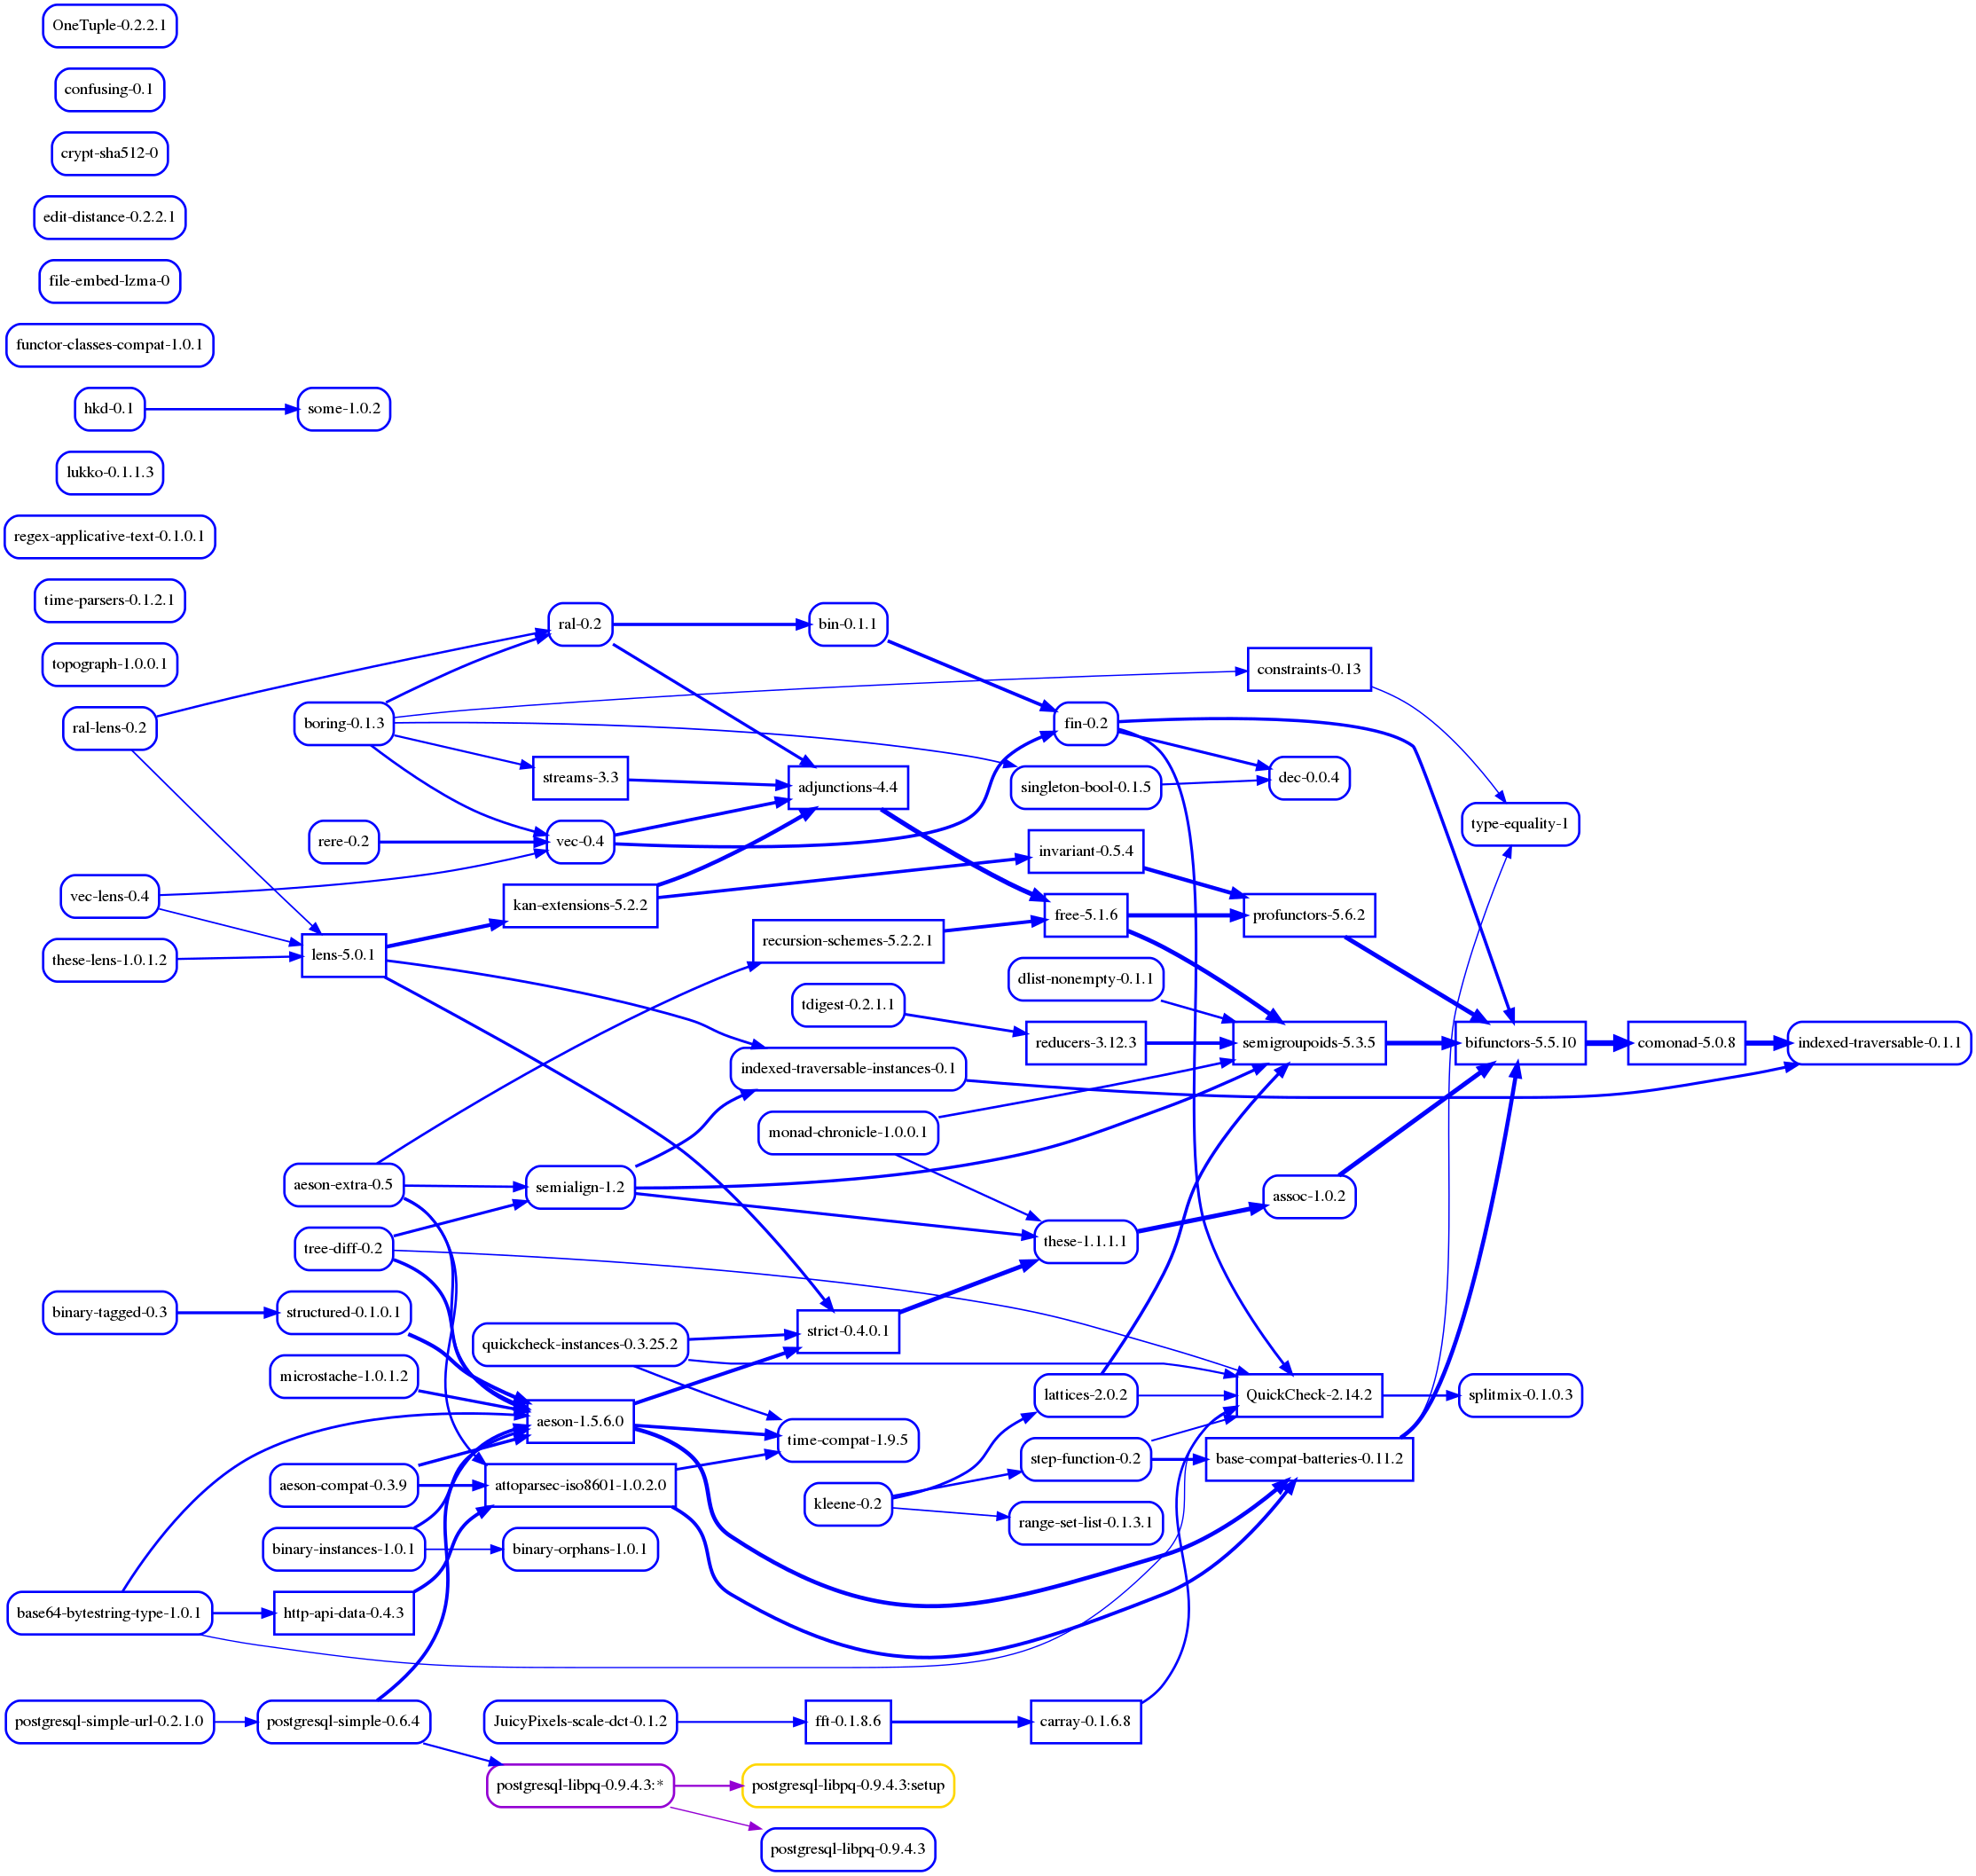 OneTuple-0.2.2.1
confusing-0.1
crypt-sha512-0
edit-distance-0.2.2.1
file-embed-lzma-0
functor-classes-compat-1.0.1
hkd-0.1
some-1.0.2
lukko-0.1.1.3
regex-applicative-text-0.1.0.1
time-parsers-0.1.2.1
ral-0.2
bin-0.1.1
topograph-1.0.0.1
constraints-0.13
ral-lens-0.2
boring-0.1.3
fin-0.2
streams-3.3
adjunctions-4.4
singleton-bool-0.1.5
dec-0.0.4
type-equality-1
rere-0.2
vec-0.4
invariant-0.5.4
vec-lens-0.4
kan-extensions-5.2.2
free-5.1.6
profunctors-5.6.2
recursion-schemes-5.2.2.1
these-lens-1.0.1.2
lens-5.0.1
dlist-nonempty-0.1.1
tdigest-0.2.1.1
reducers-3.12.3
semigroupoids-5.3.5
bifunctors-5.5.10
comonad-5.0.8
indexed-traversable-0.1.1
indexed-traversable-instances-0.1
monad-chronicle-1.0.0.1
aeson-extra-0.5
semialign-1.2
assoc-1.0.2
tree-diff-0.2
these-1.1.1.1
binary-tagged-0.3
structured-0.1.0.1
strict-0.4.0.1
quickcheck-instances-0.3.25.2
microstache-1.0.1.2
lattices-2.0.2
QuickCheck-2.14.2
splitmix-0.1.0.3
aeson-1.5.6.0
time-compat-1.9.5
step-function-0.2
base-compat-batteries-0.11.2
aeson-compat-0.3.9
attoparsec-iso8601-1.0.2.0
kleene-0.2
range-set-list-0.1.3.1
binary-instances-1.0.1
binary-orphans-1.0.1
base64-bytestring-type-1.0.1
http-api-data-0.4.3
postgresql-simple-url-0.2.1.0
postgresql-simple-0.6.4
JuicyPixels-scale-dct-0.1.2
fft-0.1.8.6
carray-0.1.6.8
postgresql-libpq-0.9.4.3:*
postgresql-libpq-0.9.4.3:setup
postgresql-libpq-0.9.4.3